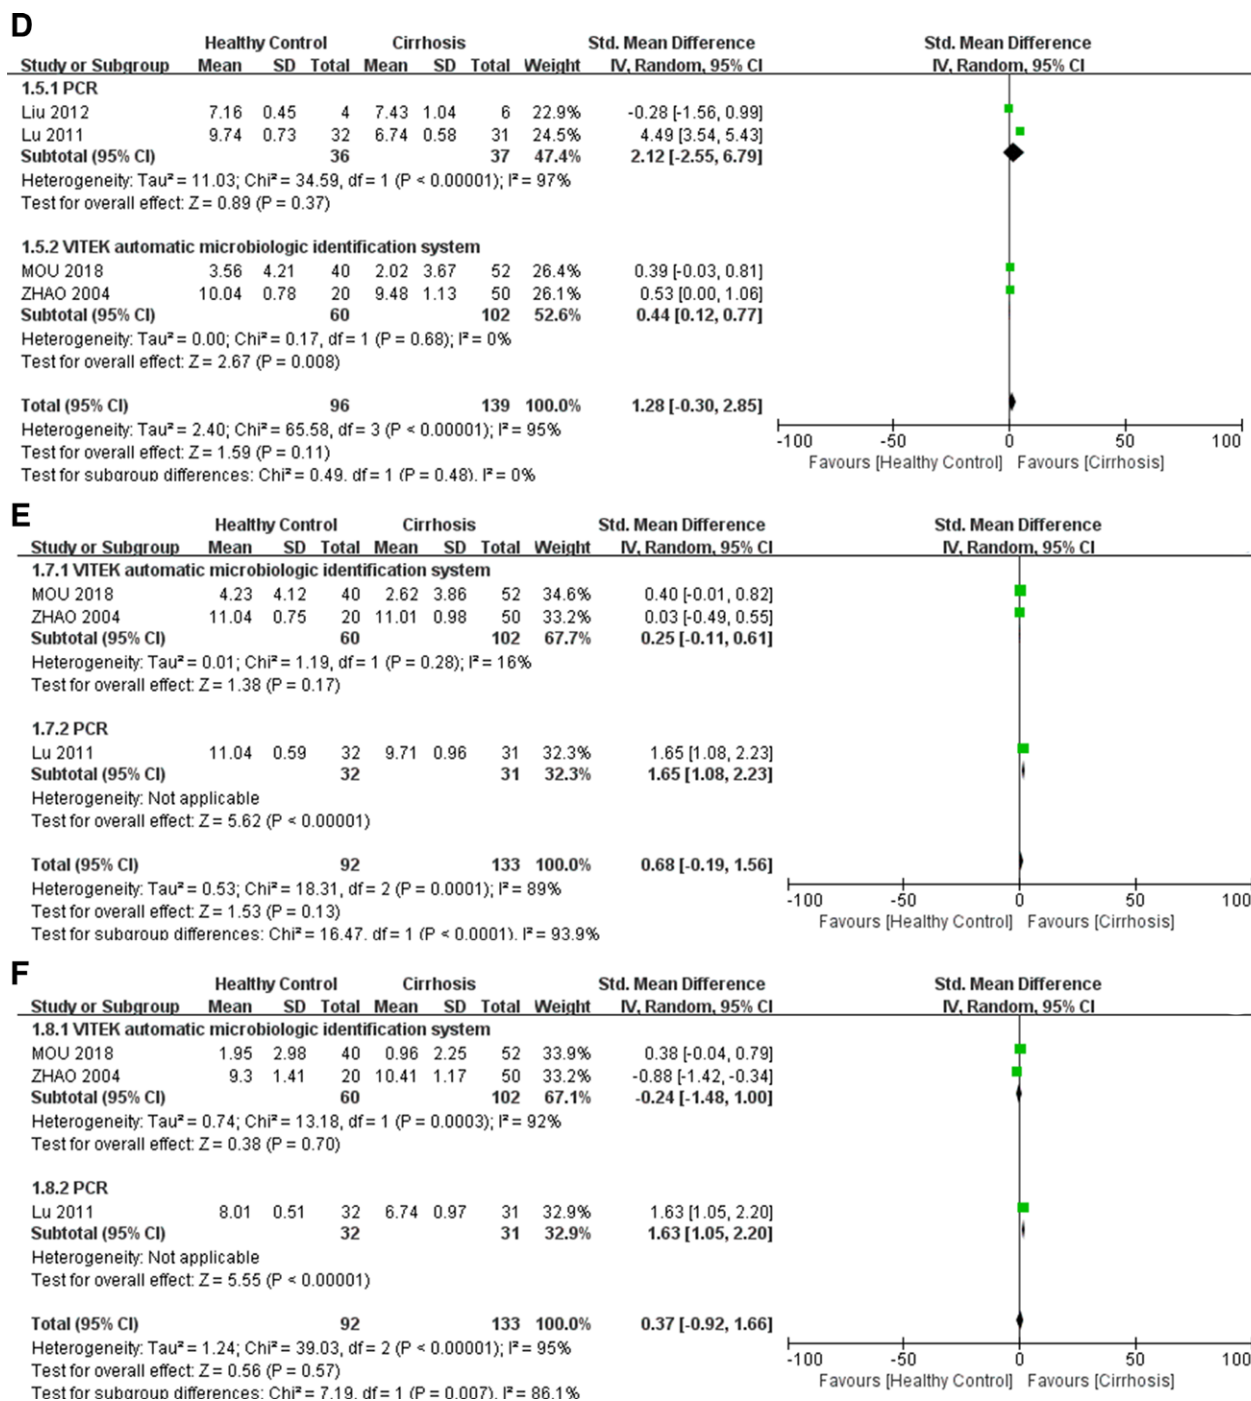 D
Healthy Control Cirrhosis Std. Mean Difference Std. Mean Difference
Study or Subgroup Mean SD Total Mean SD Total Weight IV, Random, 95% CI IV, Random, 95% CI
1.5.1 PCR
Liu 2012 7.16 0.45 4 7.43 1.04 6 22.9% -0.28 [-1.56, 0.99]
Lu 2011 9.74 0.73 32 6.74 0.58 31 24.5% 4.49 [3.54, 5.43]
Subtotal (95% CI) 36 37 47.4% 2.12 [-2.55, 6.79]
Heterogeneity: Tau² = 11.03; Chi² = 34.59, df = 1 (P < 0.00001); I² = 97%
Test for overall effect: Z = 0.89 (P = 0.37)
1.5.2 VITEK automatic microbiologic identification system
MOU 2018 3.56 4.21 40 2.02 3.67 52 26.4% 0.39 [-0.03, 0.81]
ZHAO 2004 10.04 0.78 20 9.48 1.13 50 26.1% 0.53 [0.00, 1.06]
Subtotal (95% CI) 60 102 52.6% 0.44 [0.12, 0.77]
Heterogeneity: Tau² = 0.00; Chi² = 0.17, df = 1 (P = 0.68); I² = 0%
Test for overall effect: Z = 2.67 (P = 0.008)
Total (95% CI) 96 139 100.0% 1.28 [-0.30, 2.85]
Heterogeneity: Tau² = 2.40; Chi² = 65.58, df = 3 (P < 0.00001); I² = 95%
Test for overall effect: Z = 1.59 (P = 0.11)
Test for subgroup differences: Chi² = 0.49, df = 1 (P = 0.48), I² = 0%
-100 -50 0 50 100
Favours [Healthy Control] Favours [Cirrhosis]
E
Healthy Control Cirrhosis Std. Mean Difference Std. Mean Difference
Study or Subgroup Mean SD Total Mean SD Total Weight IV, Random, 95% CI IV, Random, 95% CI
1.7.1 VITEK automatic microbiologic identification system
MOU 2018 4.23 4.12 40 2.62 3.86 52 34.6% 0.40 [-0.01, 0.82]
ZHAO 2004 11.04 0.75 20 11.01 0.98 50 33.2% 0.03 [-0.49, 0.55]
Subtotal (95% CI) 60 102 67.7% 0.25 [-0.11, 0.61]
Heterogeneity: Tau² = 0.01; Chi² = 1.19, df = 1 (P = 0.28); I² = 16%
Test for overall effect: Z = 1.38 (P = 0.17)
1.7.2 PCR
Lu 2011 11.04 0.59 32 9.71 0.96 31 32.3% 1.65 [1.08, 2.23]
Subtotal (95% CI) 32 31 32.3% 1.65 [1.08, 2.23]
Heterogeneity: Not applicable
Test for overall effect: Z = 5.62 (P < 0.00001)
Total (95% CI) 92 133 100.0% 0.68 [-0.19, 1.56]
Heterogeneity: Tau² = 0.53; Chi² = 18.31, df = 2 (P = 0.0001); I² = 89%
Test for overall effect: Z = 1.53 (P = 0.13)
Test for subgroup differences: Chi² = 16.47, df = 1 (P < 0.0001), I² = 93.9%
-100 -50 0 50 100
Favours [Healthy Control] Favours [Cirrhosis]
F
Healthy Control Cirrhosis Std. Mean Difference Std. Mean Difference
Study or Subgroup Mean SD Total Mean SD Total Weight IV, Random, 95% CI IV, Random, 95% CI
1.8.1 VITEK automatic microbiologic identification system
MOU 2018 1.95 2.98 40 0.96 2.25 52 33.9% 0.38 [-0.04, 0.79]
ZHAO 2004 9.3 1.41 20 10.41 1.17 50 33.2% -0.88 [-1.42, -0.34]
Subtotal (95% CI) 60 102 67.1% -0.24 [-1.48, 1.00]
Heterogeneity: Tau² = 0.74; Chi² = 13.18, df = 1 (P = 0.0003); I² = 92%
Test for overall effect: Z = 0.38 (P = 0.70)
1.8.2 PCR
Lu 2011 8.01 0.51 32 6.74 0.97 31 32.9% 1.63 [1.05, 2.20]
Subtotal (95% CI) 32 31 32.9% 1.63 [1.05, 2.20]
Heterogeneity: Not applicable
Test for overall effect: Z = 5.55 (P < 0.00001)
Total (95% CI) 92 133 100.0% 0.37 [-0.92, 1.66]
Heterogeneity: Tau² = 1.24; Chi² = 39.03, df = 2 (P < 0.00001); I² = 95%
Test for overall effect: Z = 0.56 (P = 0.57)
Test for subgroup differences: Chi² = 7.19, df = 1 (P = 0.007), I² = 86.1%
-100 -50 0 50 100
Favours [Healthy Control] Favours [Cirrhosis]